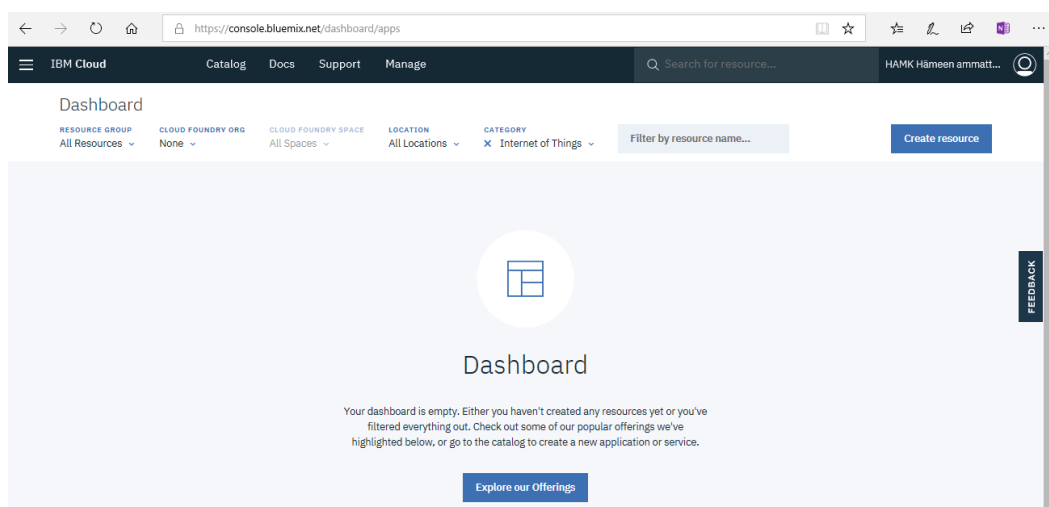 https://console.bluemix.net/dashboard/apps
IBM Cloud Catalog Docs Support Manage Search for resource... HAMK Hämeen ammatt...
Dashboard
RESOURCE GROUP CLOUD FOUNDRY ORG CLOUD FOUNDRY SPACE LOCATION CATEGORY
All Resources None All Spaces All Locations Internet of Things Filter by resource name... Create resource
FEEDBACK
Dashboard
Your dashboard is empty. Either you haven't created any resources yet or you've
filtered everything out. Check out some of our popular offerings we've
highlighted below, or go to the catalog to create a new application or service.
Explore our Offerings